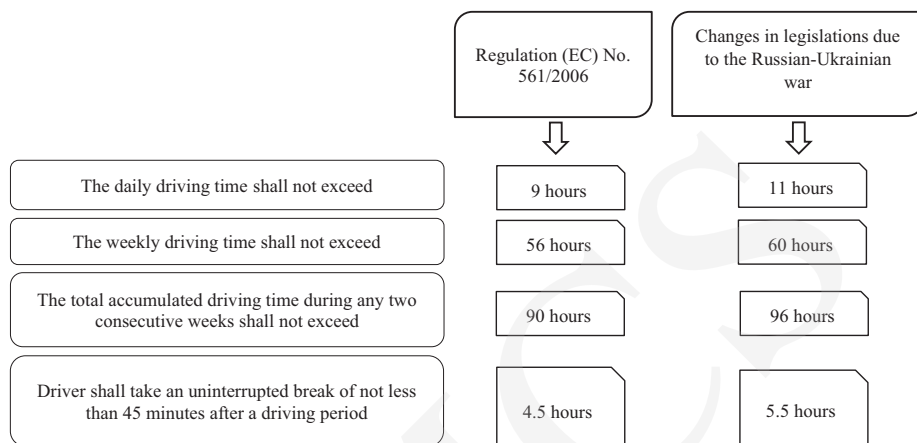 Regulation (EC) No.
561/2006
Changes in legislations due
to the Russian-Ukrainian
war
The daily driving time shall not exceed
9 hours
11 hours
The weekly driving time shall not exceed
56 hours
60 hours
The total accumulated driving time during any two
consecutive weeks shall not exceed
90 hours
96 hours
Driver shall take an uninterrupted break of not less
than 45 minutes after a driving period
4.5 hours
5.5 hours